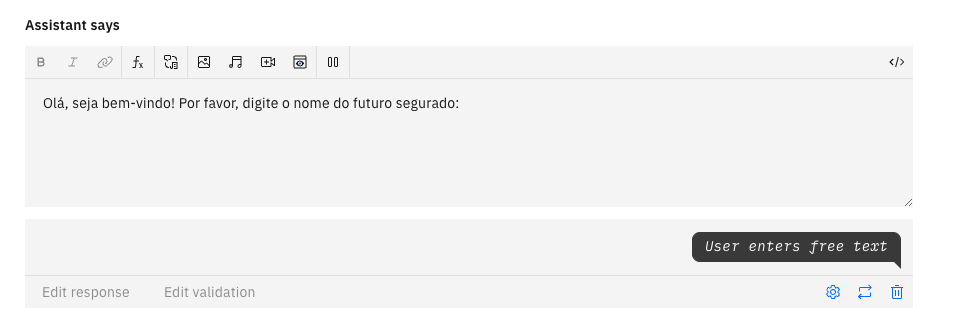 Assistant says
B I fx </>
Olá, seja bem-vindo! Por favor, digite o nome do futuro segurado:
User enters free text
Edit response Edit validation